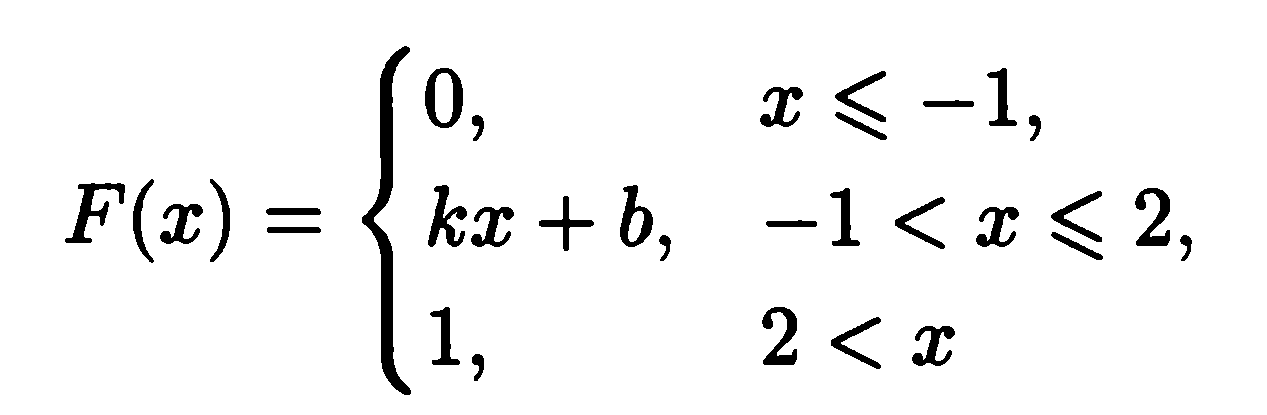 F(x) = { 0, x ⩽ −1,
kx + b, −1 < x ⩽ 2,
1, 2 < x